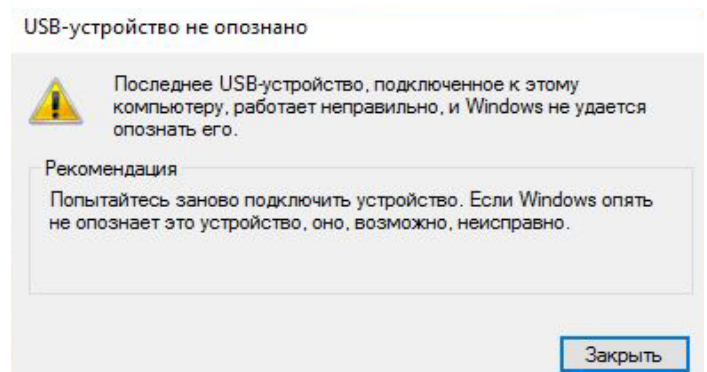 USB-устройство не опознано
Последнее USB-устройство, подключенное к этому
компьютеру, работает неправильно, и Windows не удается
опознать его.
Рекомендация
Попытайтесь заново подключить устройство. Если Windows опять
не опознает это устройство, оно, возможно, неисправно.
Закрыть